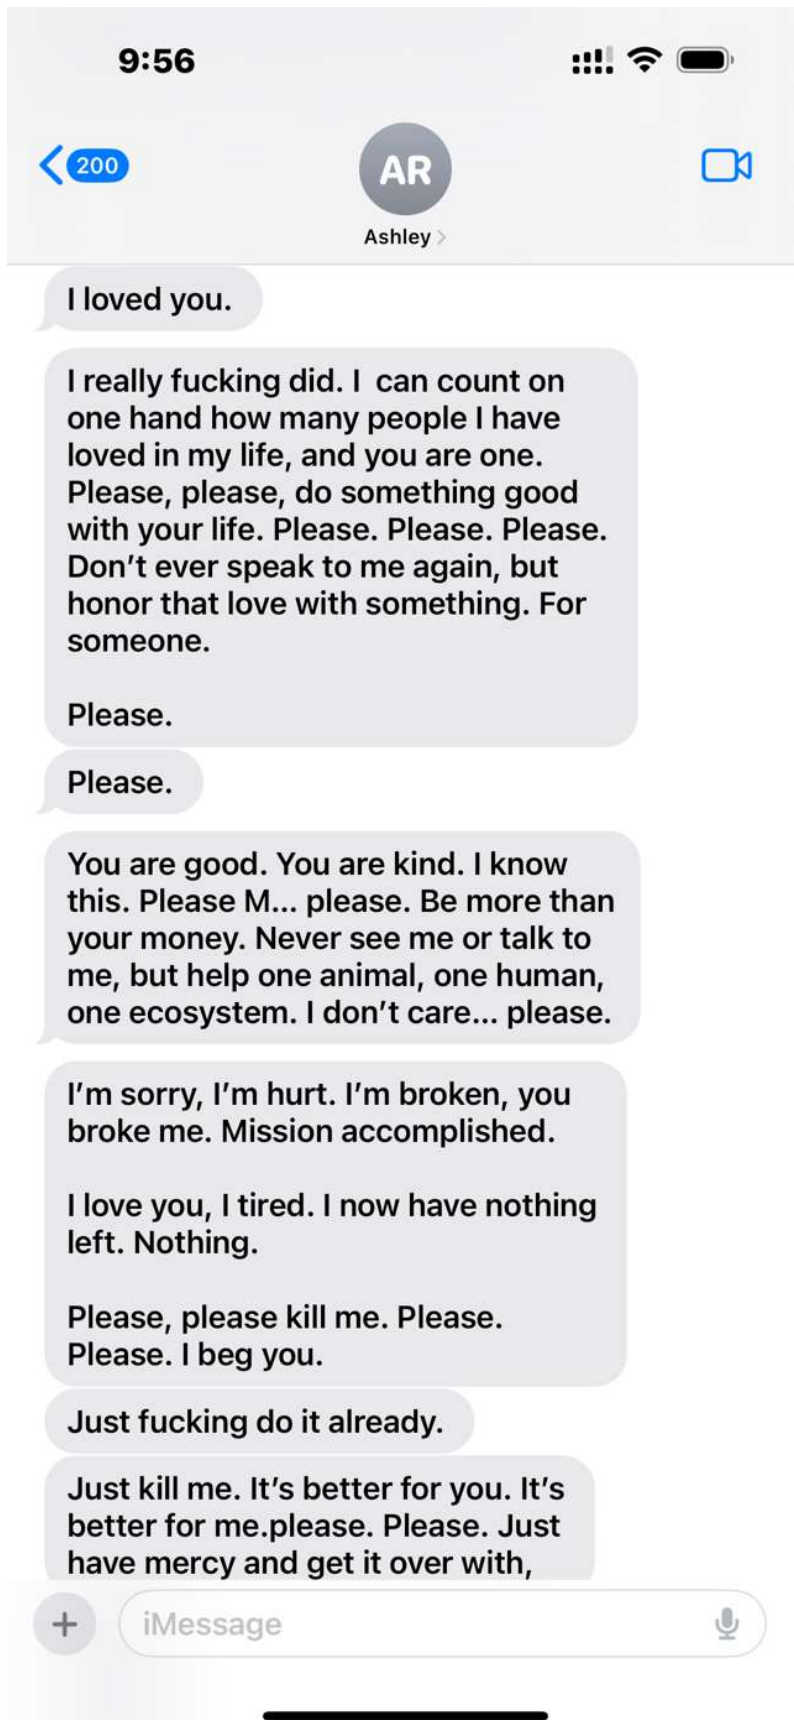 9:56
200
AR
Ashley
I loved you.
I really fucking did. I can count on
one hand how many people I have
loved in my life, and you are one.
Please, please, do something good
with your life. Please. Please. Please.
Don't ever speak to me again, but
honor that love with something. For
someone.
Please.
Please.
You are good. You are kind. I know
this. Please M... please. Be more than
your money. Never see me or talk to
me, but help one animal, one human,
one ecosystem. I don't care... please.
I'm sorry, I'm hurt. I'm broken, you
broke me. Mission accomplished.
I love you, I tired. I now have nothing
left. Nothing.
Please, please kill me. Please.
Please. I beg you.
Just fucking do it already.
Just kill me. It's better for you. It's
better for me.please. Please. Just
have mercy and get it over with,
iMessage